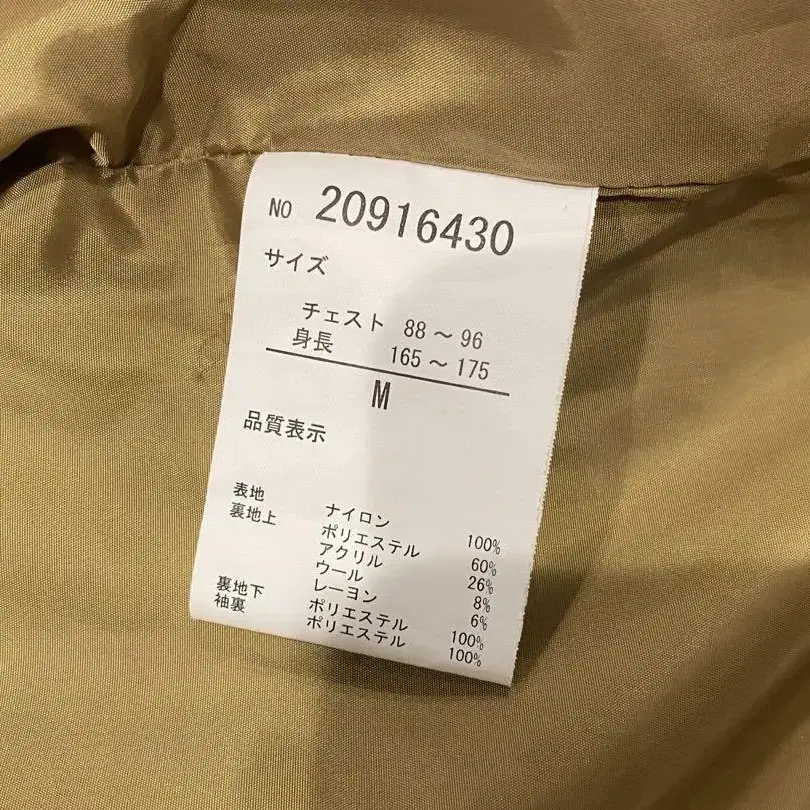 NO 20916430
サイズ
チェスト 88 ～ 96
身長 165 ～ 175
M
品質表示
表地 ナイロン 100%
裏地上 ポリエステル 60%
アクリル 26%
ウール 8%
レーヨン 6%
裏地下 ポリエステル 100%
袖裏 ポリエステル 100%